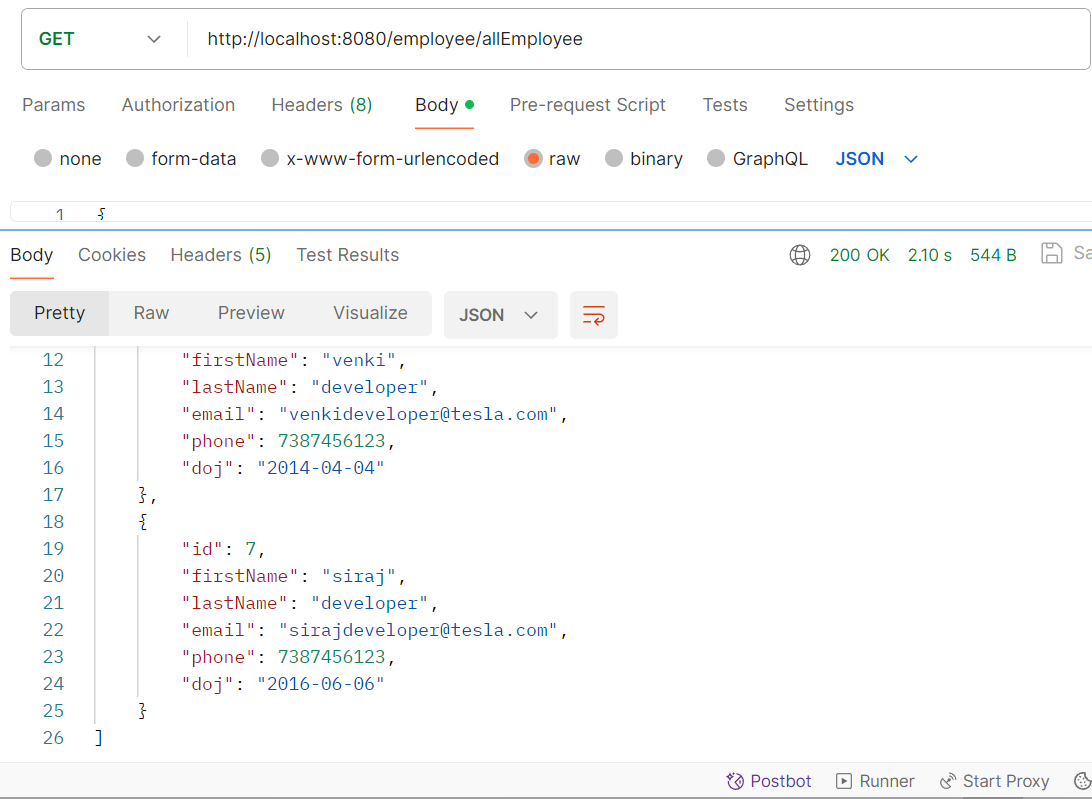 GET http://localhost:8080/employee/allEmployee
Params Authorization Headers (8) Body Pre-request Script Tests Settings
none form-data x-www-form-urlencoded raw binary GraphQL JSON
1 {
Body Cookies Headers (5) Test Results 200 OK 2.10 s 544 B
Pretty Raw Preview Visualize JSON
12 "firstName": "venki",
13 "lastName": "developer",
14 "email": "venkideveloper@tesla.com",
15 "phone": 7387456123,
16 "doj": "2014-04-04"
17 },
18 {
19 "id": 7,
20 "firstName": "siraj",
21 "lastName": "developer",
22 "email": "sirajdeveloper@tesla.com",
23 "phone": 7387456123,
24 "doj": "2016-06-06"
25 }
26 ]
Postbot Runner Start Proxy